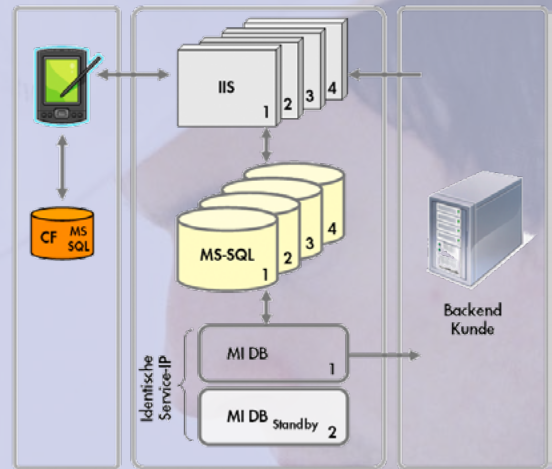 IIS
1
2
3
4
CF MS
SQL
MS-SQL
1
2
3
4
Backend
Kunde
Identische
Service-IP
MI DB
1
MI DB Standby
2